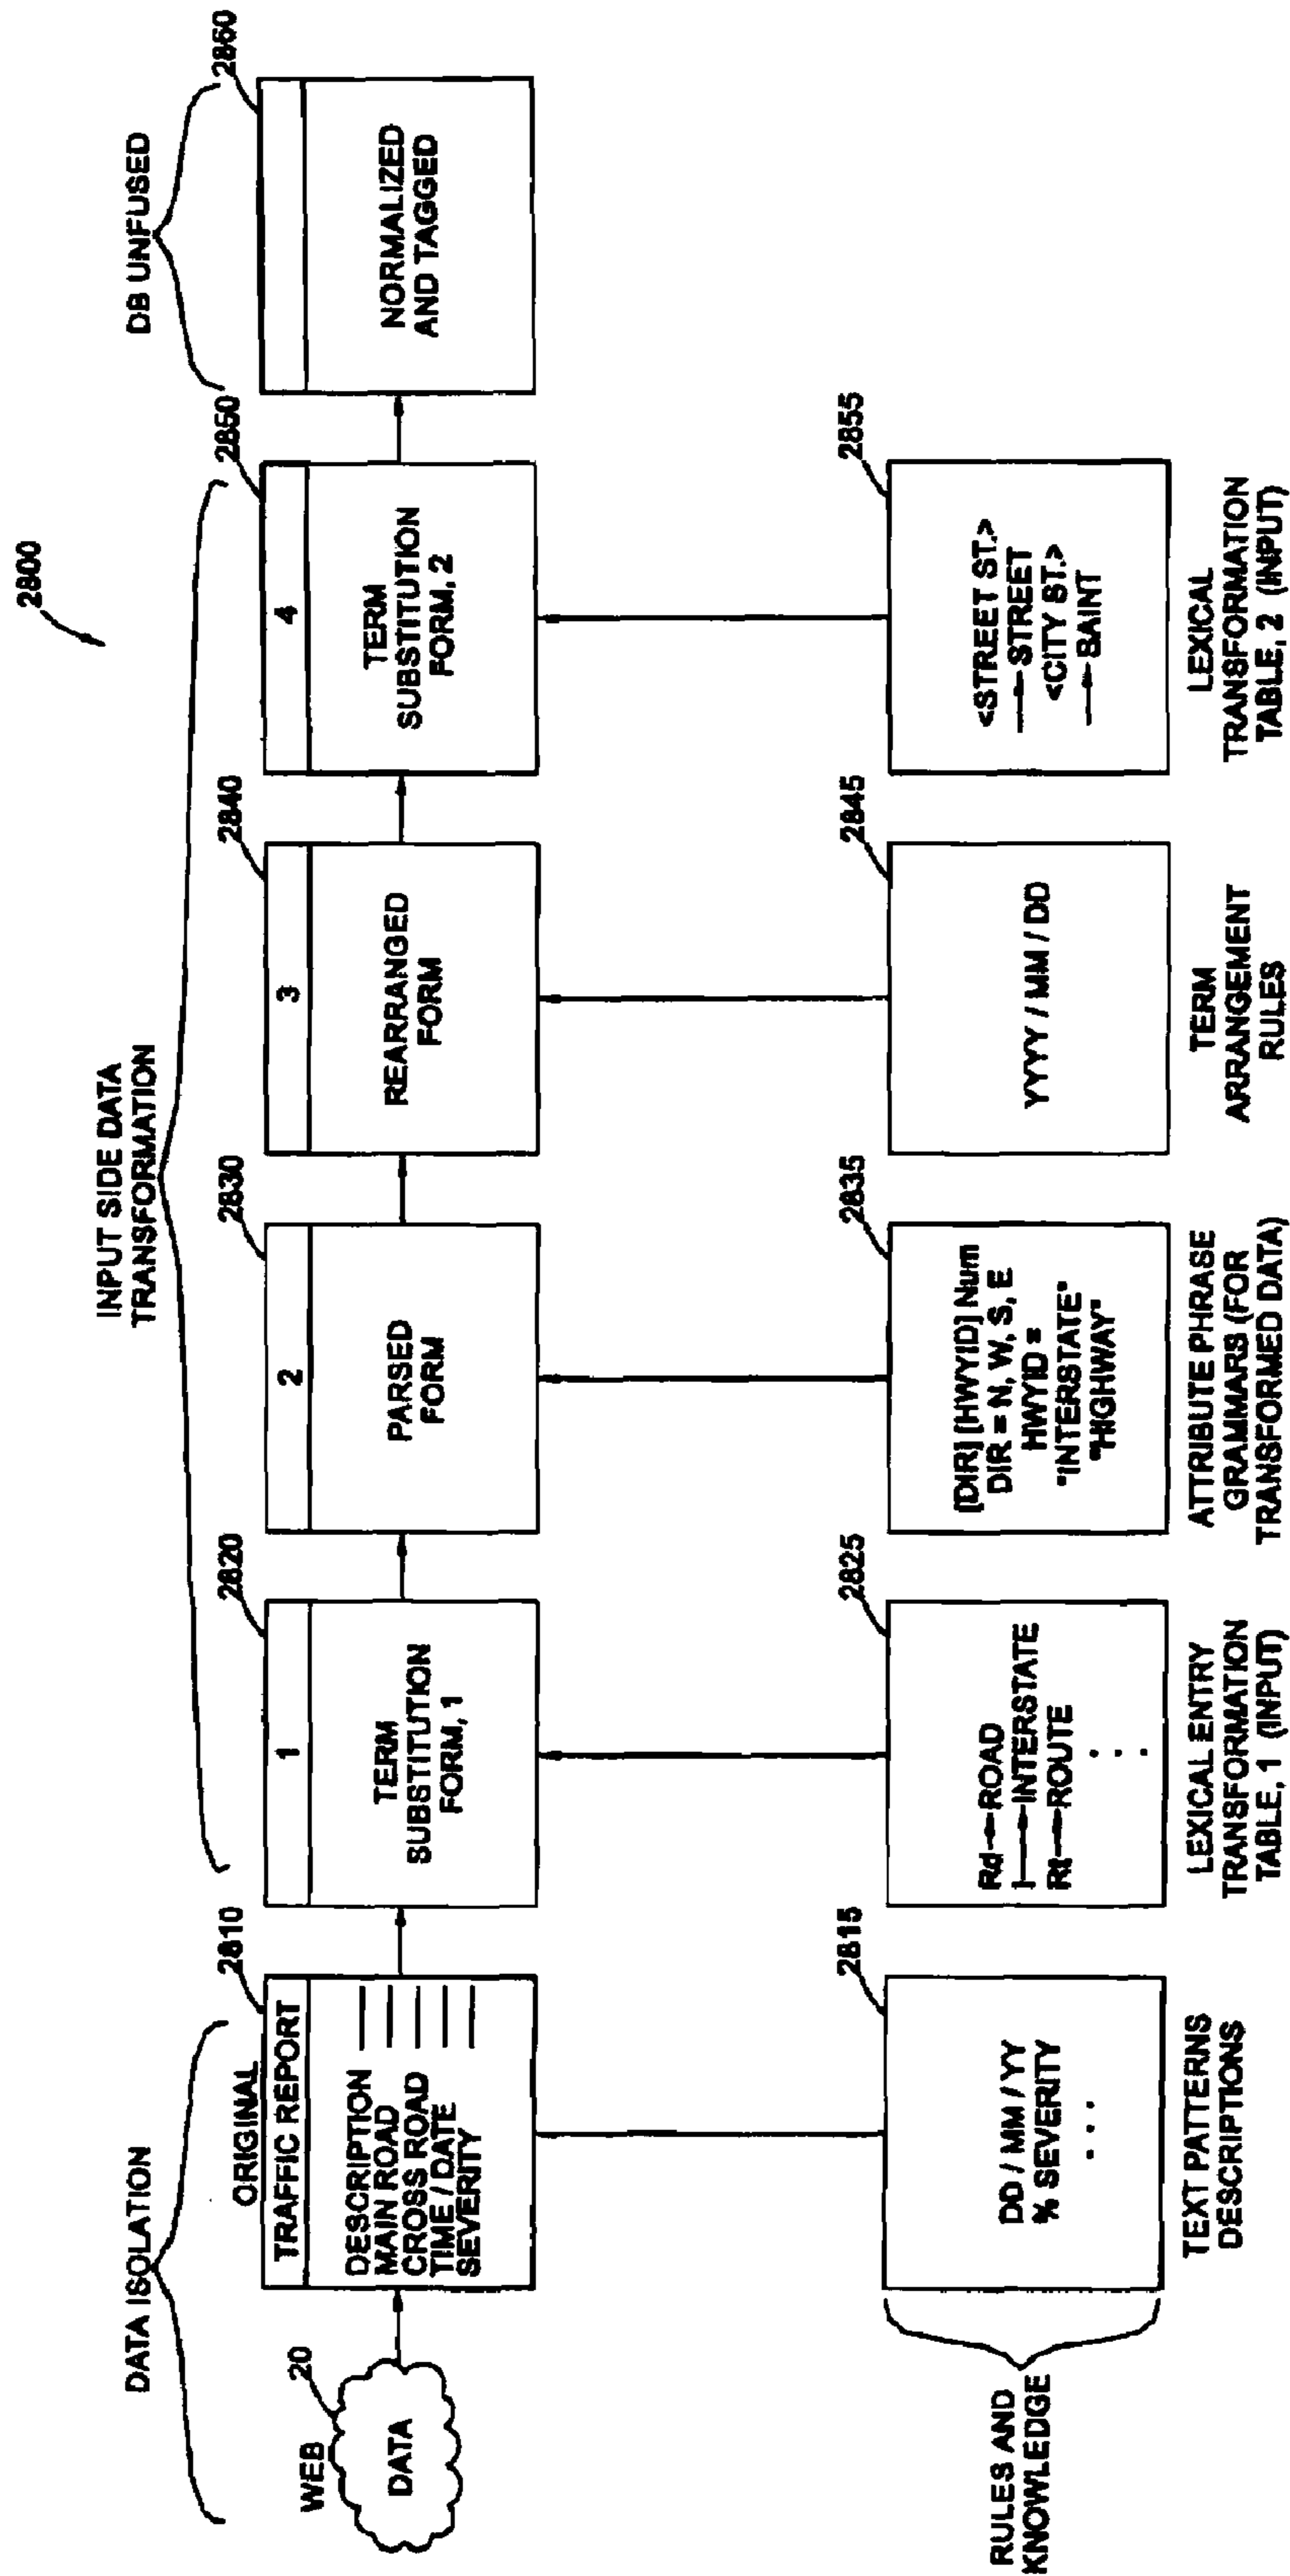 2800
DATA ISOLATION
INPUT SIDE DATA
TRANSFORMATION
DB UNFUSED
WEB
20
DATA
ORIGINAL
2810
TRAFFIC REPORT
DESCRIPTION
MAIN ROAD
CROSS ROAD
TIME / DATE
SEVERITY
2820
1
TERM
SUBSTITUTION
FORM, 1
2830
2
PARSED
FORM
2840
3
REARRANGED
FORM
2850
4
TERM
SUBSTITUTION
FORM, 2
2860
NORMALIZED
AND TAGGED
RULES AND
KNOWLEDGE
2815
DD / MM / YY
% SEVERITY
. . .
TEXT PATTERNS
DESCRIPTIONS
2825
Rd → ROAD
I → INTERSTATE
Rt → ROUTE
. . .
LEXICAL ENTRY
TRANSFORMATION
TABLE, 1 (INPUT)
2835
[DIR] [HWYID] Num
DIR = N, W, S, E
HWYID =
"INTERSTATE"
"HIGHWAY"
ATTRIBUTE PHRASE
GRAMMARS (FOR
TRANSFORMED DATA)
2845
YYYY / MM / DD
TERM
ARRANGEMENT
RULES
2855
<STREET ST.>
→ STREET
<CITY ST.>
→ SAINT
LEXICAL
TRANSFORMATION
TABLE, 2 (INPUT)